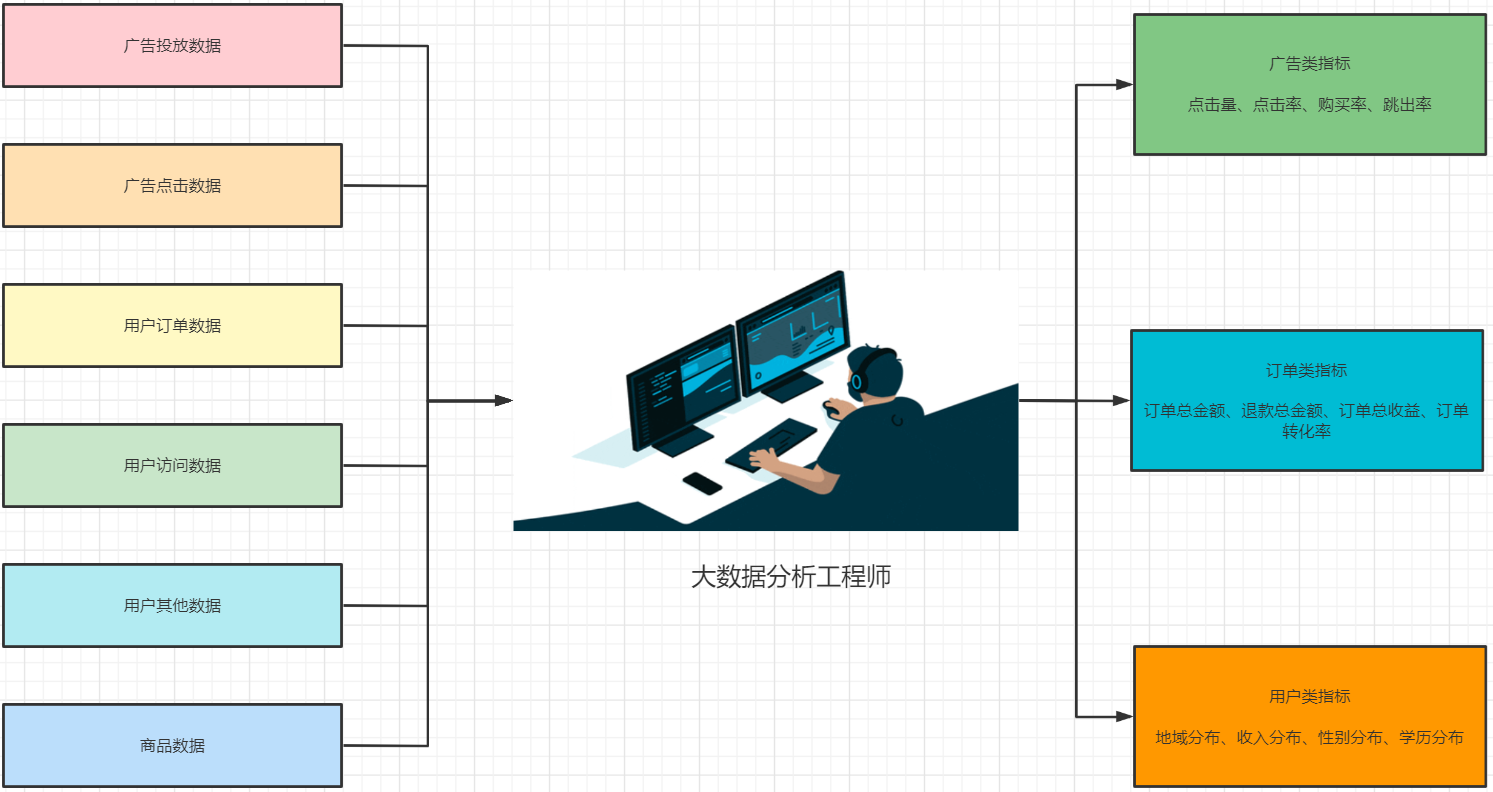 广告投放数据
广告点击数据
用户订单数据
用户访问数据
用户其他数据
商品数据
大数据分析工程师
广告类指标
点击量、点击率、购买率、跳出率
订单类指标
订单总金额、退款总金额、订单总收益、订单
转化率
用户类指标
地域分布、收入分布、性别分布、学历分布